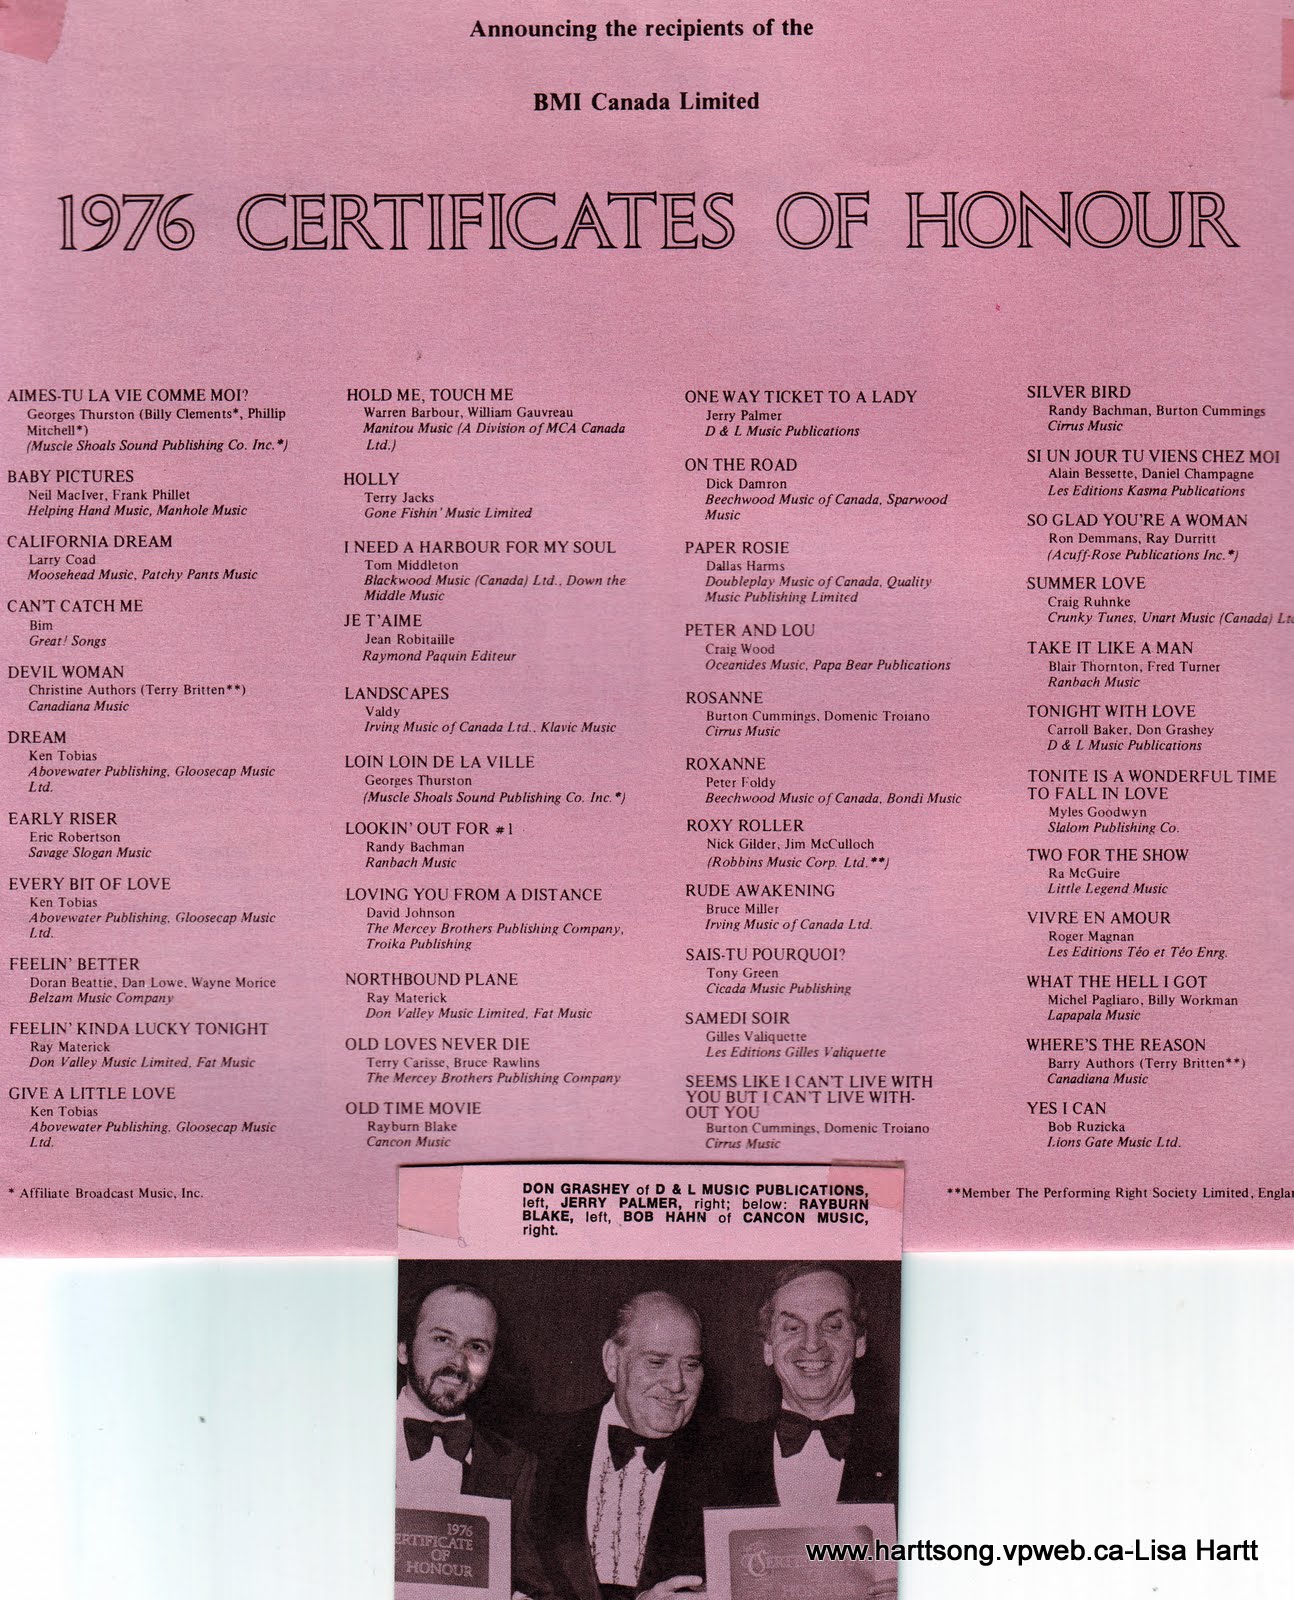 Announcing the recipients of the
BMI Canada Limited
1976 CERTIFICATES OF HONOUR
AIMES-TU LA VIE COMME MOI?
Georges Thurston (Billy Clements*, Phillip
Mitchell*)
(Muscle Shoals Sound Publishing Co. Inc.*)
BABY PICTURES
Neil MacIver, Frank Phillet
Helping Hand Music, Manhole Music
CALIFORNIA DREAM
Larry Coad
Moosehead Music, Patchy Pants Music
CAN'T CATCH ME
Bim
Great! Songs
DEVIL WOMAN
Christine Authors (Terry Britten**)
Canadiana Music
DREAM
Ken Tobias
Abovewater Publishing, Gloosecap Music
Ltd.
EARLY RISER
Eric Robertson
Savage Slogan Music
EVERY BIT OF LOVE
Ken Tobias
Abovewater Publishing, Gloosecap Music
Ltd.
FEELIN' BETTER
Doran Beattie, Dan Lowe, Wayne Morice
Belzam Music Company
FEELIN' KINDA LUCKY TONIGHT
Ray Materick
Don Valley Music Limited, Fat Music
GIVE A LITTLE LOVE
Ken Tobias
Abovewater Publishing, Gloosecap Music
Ltd.
HOLD ME, TOUCH ME
Warren Barbour, William Gauvreau
Manitou Music (A Division of MCA Canada
Ltd.)
HOLLY
Terry Jacks
Gone Fishin' Music Limited
I NEED A HARBOUR FOR MY SOUL
Tom Middleton
Blackwood Music (Canada) Ltd., Down the
Middle Music
JE T'AIME
Jean Robitaille
Raymond Paquin Editeur
LANDSCAPES
Valdy
Irving Music of Canada Ltd., Klavic Music
LOIN LOIN DE LA VILLE
Georges Thurston
(Muscle Shoals Sound Publishing Co. Inc.*)
LOOKIN' OUT FOR #1
Randy Bachman
Ranbach Music
LOVING YOU FROM A DISTANCE
David Johnson
The Mercey Brothers Publishing Company,
Troika Publishing
NORTHBOUND PLANE
Ray Materick
Don Valley Music Limited, Fat Music
OLD LOVES NEVER DIE
Terry Carisse, Bruce Rawlins
The Mercey Brothers Publishing Company
OLD TIME MOVIE
Rayburn Blake
Cancon Music
ONE WAY TICKET TO A LADY
Jerry Palmer
D & L Music Publications
ON THE ROAD
Dick Damron
Beechwood Music of Canada, Sparwood
Music
PAPER ROSIE
Dallas Harms
Doubleplay Music of Canada, Quality
Music Publishing Limited
PETER AND LOU
Craig Wood
Oceanides Music, Papa Bear Publications
ROSANNE
Burton Cummings, Domenic Troiano
Cirrus Music
ROXANNE
Peter Foldy
Beechwood Music of Canada, Bondi Music
ROXY ROLLER
Nick Gilder, Jim McCulloch
(Robbins Music Corp. Ltd.**)
RUDE AWAKENING
Bruce Miller
Irving Music of Canada Ltd.
SAIS-TU POURQUOI?
Tony Green
Cicada Music Publishing
SAMEDI SOIR
Gilles Valiquette
Les Editions Gilles Valiquette
SEEMS LIKE I CAN'T LIVE WITH
YOU BUT I CAN'T LIVE WITH-
OUT YOU
Burton Cummings, Domenic Troiano
Cirrus Music
SILVER BIRD
Randy Bachman, Burton Cummings
Cirrus Music
SI UN JOUR TU VIENS CHEZ MOI
Alain Bessette, Daniel Champagne
Les Editions Kasma Publications
SO GLAD YOU'RE A WOMAN
Ron Demmans, Ray Durritt
(Acuff-Rose Publications Inc.*)
SUMMER LOVE
Craig Ruhnke
Crunky Tunes, Unart Music (Canada) Ltd
TAKE IT LIKE A MAN
Blair Thornton, Fred Turner
Ranbach Music
TONIGHT WITH LOVE
Carroll Baker, Don Grashey
D & L Music Publications
TONITE IS A WONDERFUL TIME
TO FALL IN LOVE
Myles Goodwyn
Slalom Publishing Co.
TWO FOR THE SHOW
Ra McGuire
Little Legend Music
VIVRE EN AMOUR
Roger Magnan
Les Editions Téo et Téo Enrg.
WHAT THE HELL I GOT
Michel Pagliaro, Billy Workman
Lapapala Music
WHERE'S THE REASON
Barry Authors (Terry Britten**)
Canadiana Music
YES I CAN
Bob Ruzicka
Lions Gate Music Ltd.
* Affiliate Broadcast Music, Inc.
**Member The Performing Right Society Limited, Englan
DON GRASHEY of D & L MUSIC PUBLICATIONS,
left, JERRY PALMER, right; below: RAYBURN
BLAKE, left, BOB HAHN of CANCON MUSIC,
right.
1976
CERTIFICATE
OF
HONOUR
CERTIFICATE
HONOUR
www.harttsong.vpweb.ca-Lisa Hartt